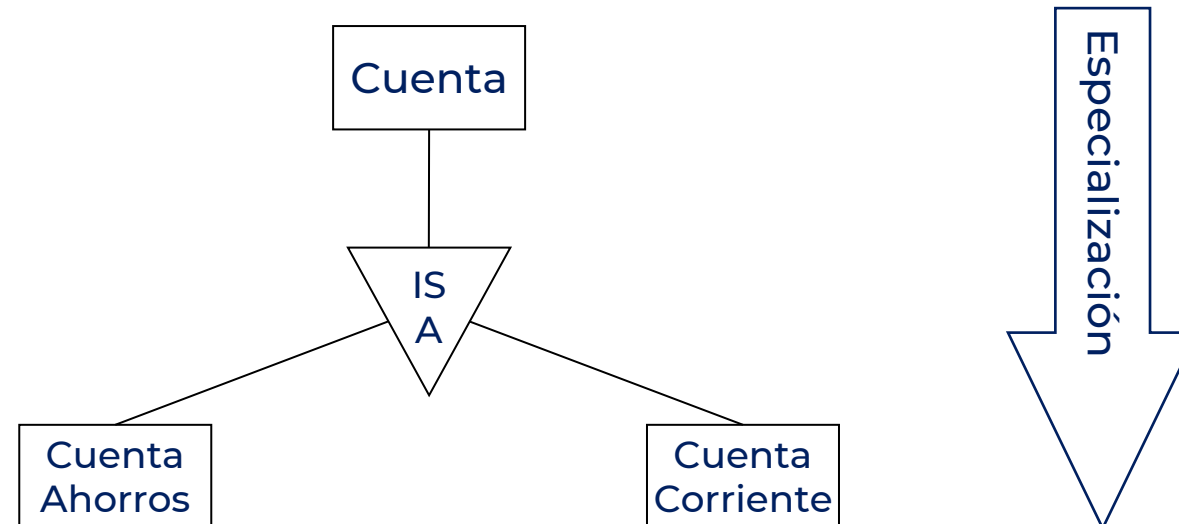 Cuenta
Especialización
IS
A
Cuenta
Ahorros
Cuenta
Corriente